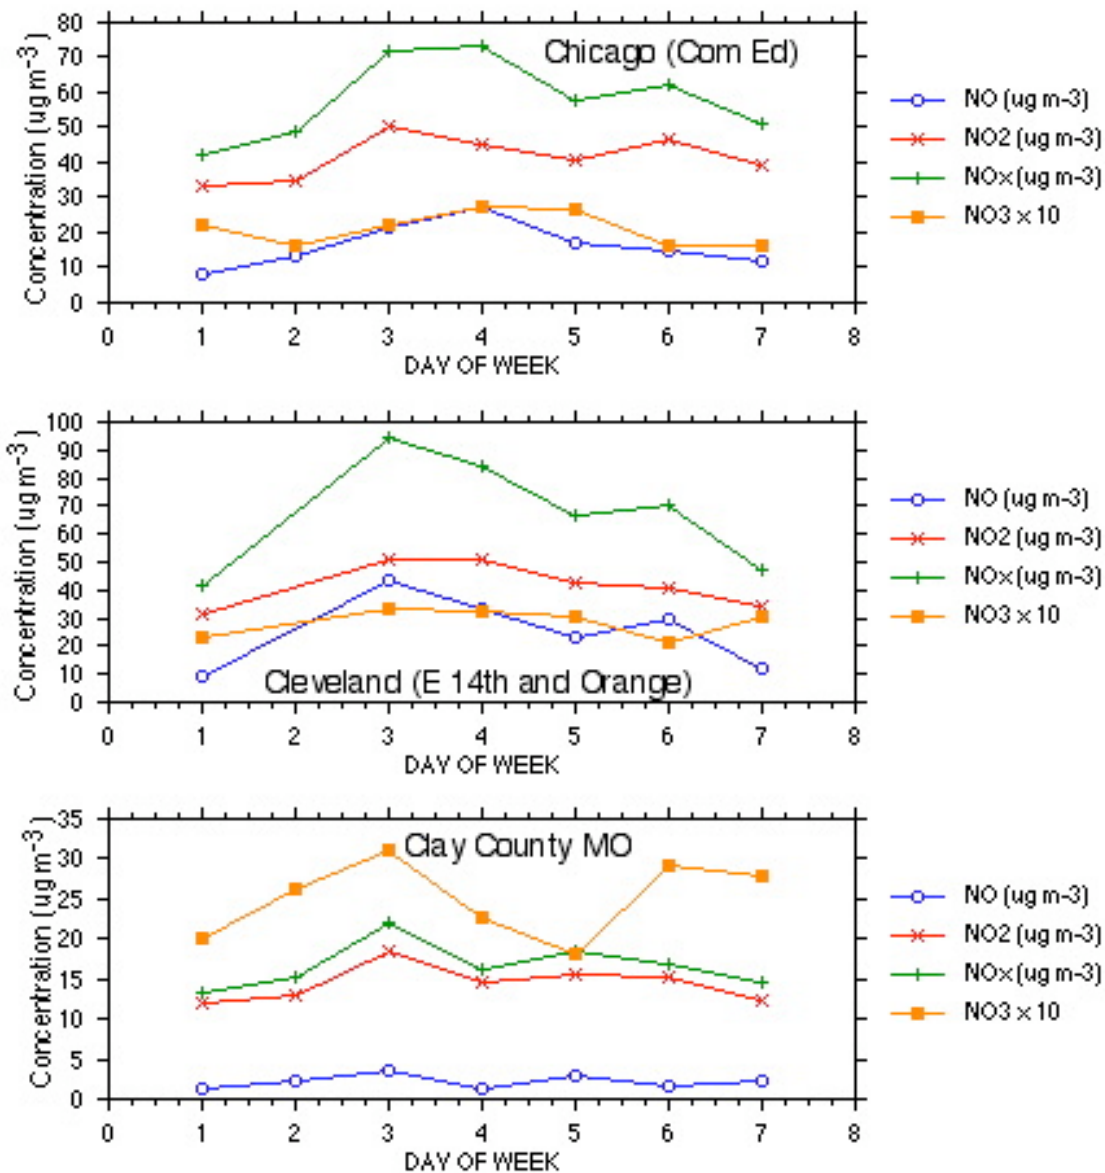 80
70
60
50
40
30
20
10
0
Concentration (ug m-3)
Chicago (Com Ed)
0 1 2 3 4 5 6 7 8
DAY OF WEEK
NO (ug m-3)
NO2 (ug m-3)
NOx (ug m-3)
NO3 × 10
100
90
80
70
60
50
40
30
20
10
0
Concentration (ug m-3)
Cleveland (E 14th and Orange)
0 1 2 3 4 5 6 7 8
DAY OF WEEK
NO (ug m-3)
NO2 (ug m-3)
NOx (ug m-3)
NO3 × 10
35
30
25
20
15
10
5
0
Concentration (ug m-3)
Clay County MO
0 1 2 3 4 5 6 7 8
DAY OF WEEK
NO (ug m-3)
NO2 (ug m-3)
NOx (ug m-3)
NO3 × 10